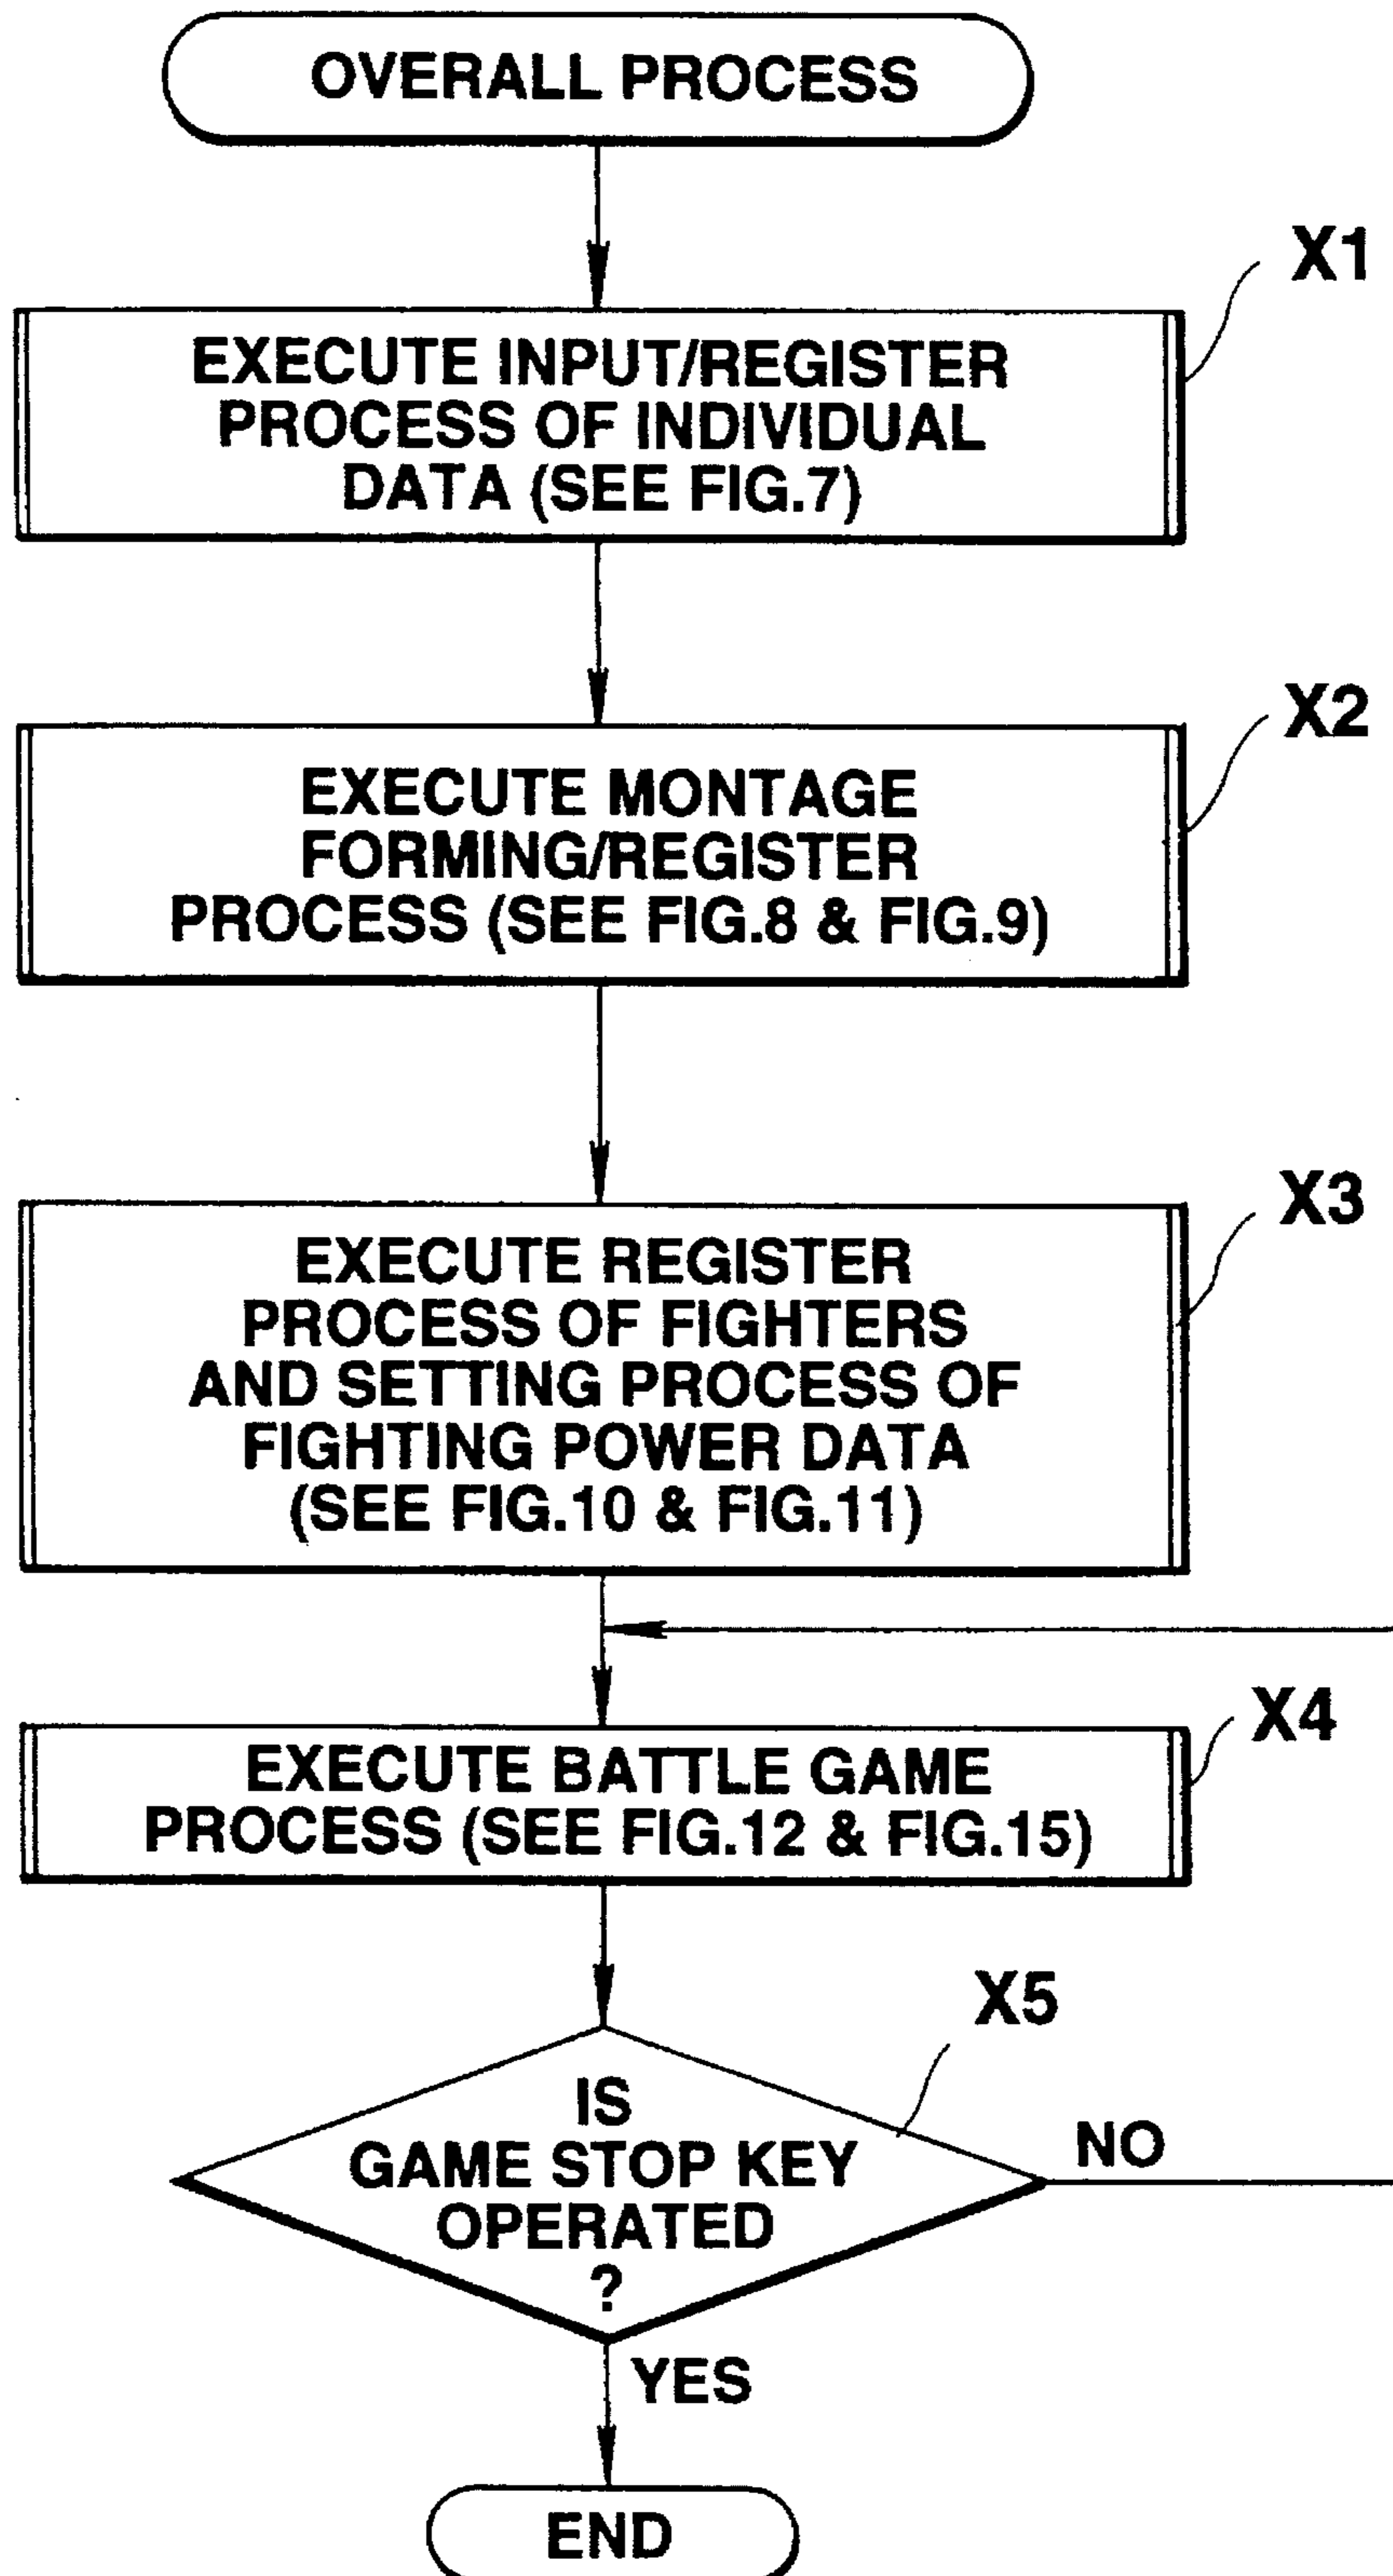 OVERALL PROCESS
X1
EXECUTE INPUT/REGISTER
PROCESS OF INDIVIDUAL
DATA (SEE FIG.7)
X2
EXECUTE MONTAGE
FORMING/REGISTER
PROCESS (SEE FIG.8 & FIG.9)
X3
EXECUTE REGISTER
PROCESS OF FIGHTERS
AND SETTING PROCESS OF
FIGHTING POWER DATA
(SEE FIG.10 & FIG.11)
X4
EXECUTE BATTLE GAME
PROCESS (SEE FIG.12 & FIG.15)
X5
IS
GAME STOP KEY
OPERATED
?
NO
YES
END